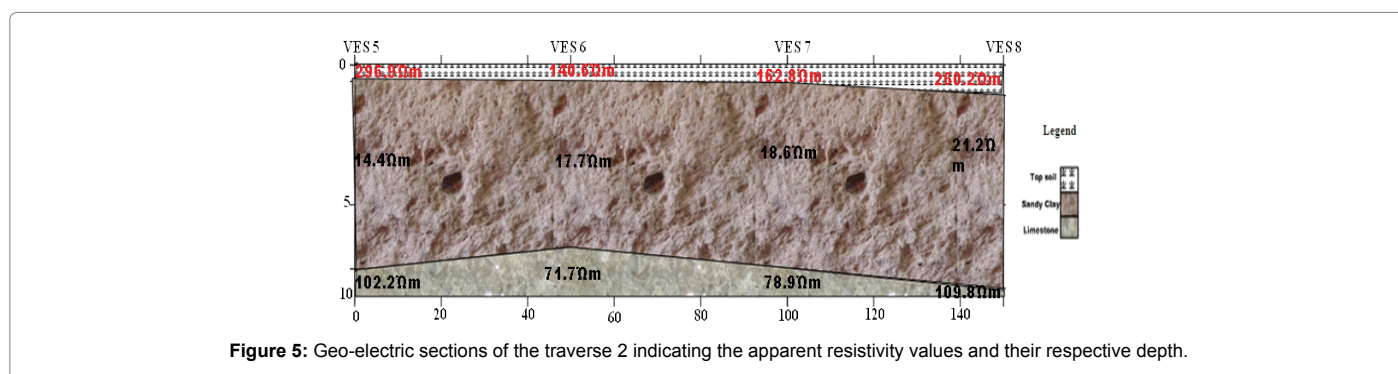 VES 5 VES 6 VES 7 VES 8
0
296.9Ωm 140.6Ωm 162.8Ωm 260.2Ωm
Legend
14.4Ωm 17.7Ωm 18.6Ωm 21.2Ω
m
Top soil
5
Sandy Clay
Limestone
102.2Ωm 71.7Ωm 78.9Ωm 109.8Ωm
10
0 20 40 60 80 100 120 140
Figure 5: Geo-electric sections of the traverse 2 indicating the apparent resistivity values and their respective depth.